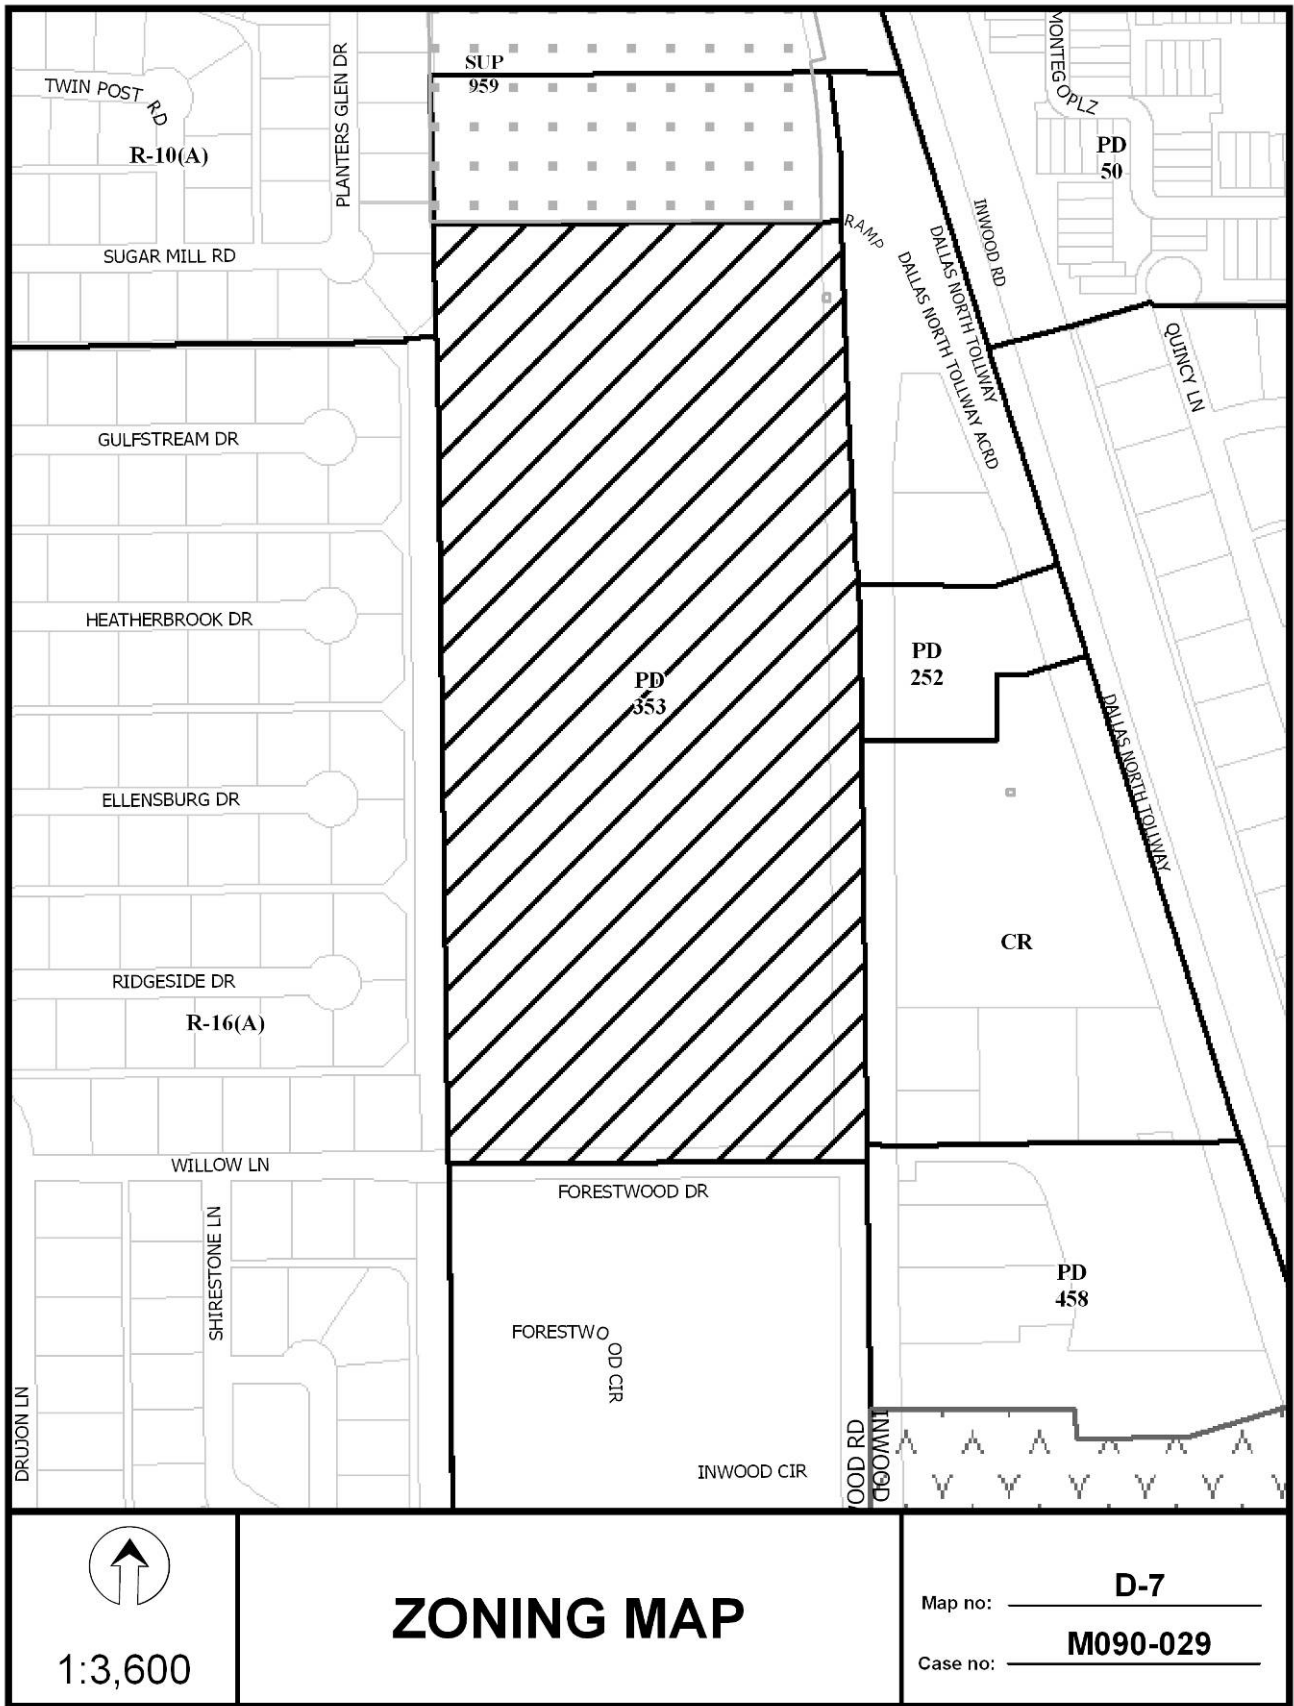 TWIN POST RD
R-10(A)
PLANTERS GLEN DR
SUP
959
MONTEGO PLZ
PD
50
SUGAR MILL RD
RAMP
INWOOD RD
DALLAS NORTH TOLLWAY
DALLAS NORTH TOLLWAY ACRD
QUINCY LN
GULFSTREAM DR
HEATHERBROOK DR
PD
353
PD
252
DALLAS NORTH TOLLWAY
ELLENSBURG DR
CR
RIDGESIDE DR
R-16(A)
WILLOW LN
FORESTWOOD DR
SHIRESTONE LN
PD
458
FORESTWOOD CIR
DRUJON LN
INWOOD CIR
WOOD RD
INWOOD
1:3,600
ZONING MAP
Map no: D-7
Case no: M090-029